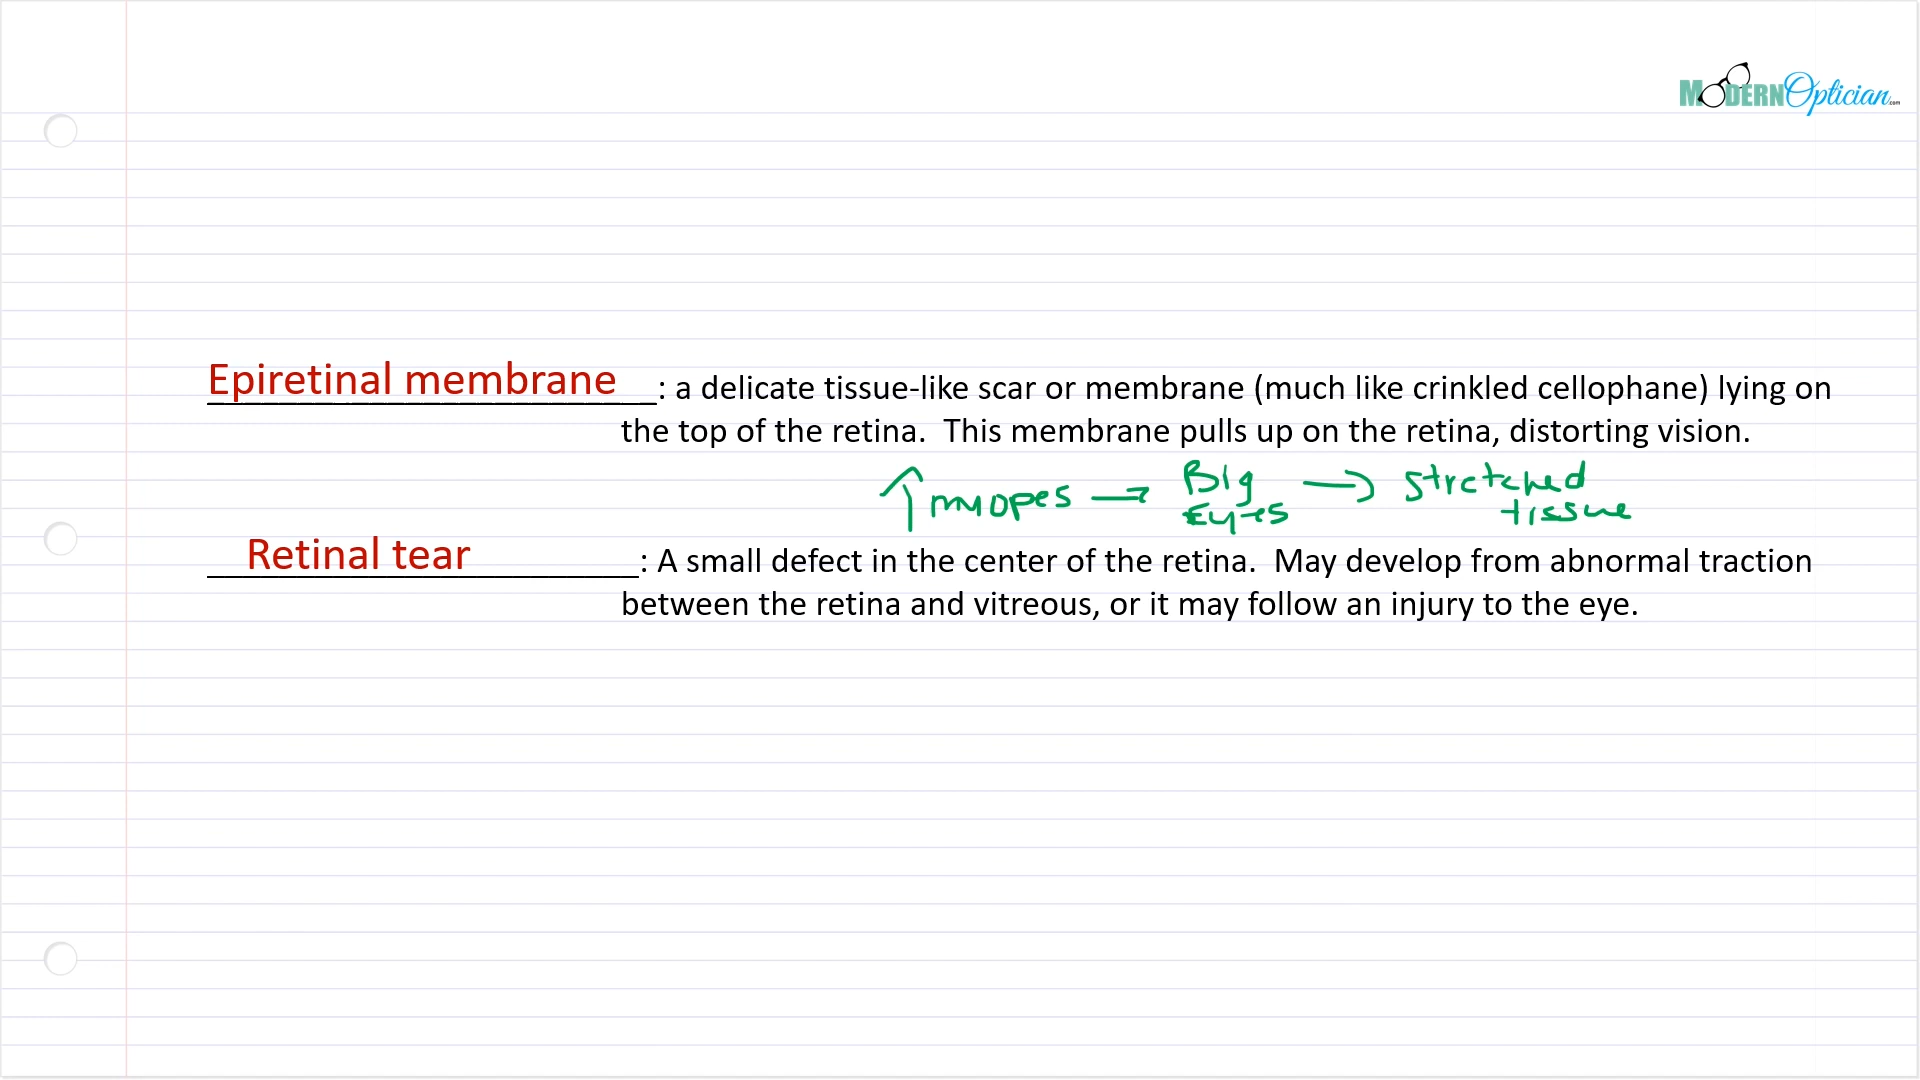 MODERNOptician.com
Epiretinal membrane: a delicate tissue-like scar or membrane (much like crinkled cellophane) lying on
the top of the retina. This membrane pulls up on the retina, distorting vision.
↑ myopes → Big Eyes → stretched tissue
Retinal tear: A small defect in the center of the retina. May develop from abnormal traction
between the retina and vitreous, or it may follow an injury to the eye.